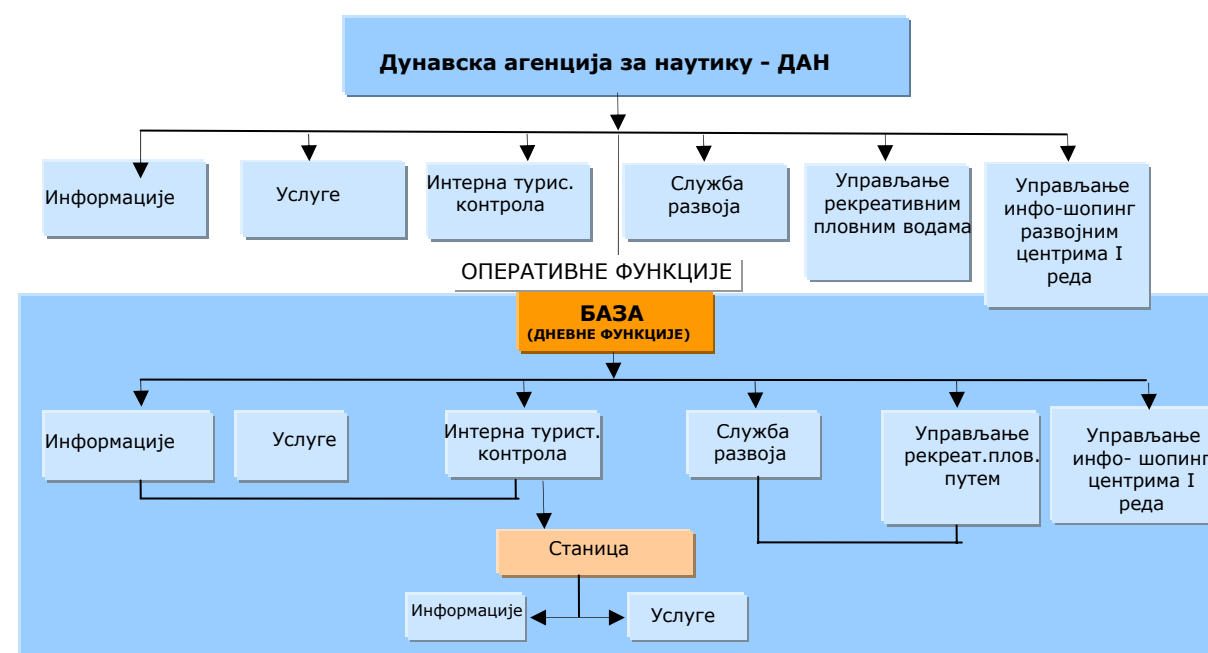 Дунавска агенција за наутику - ДАН
Информације
Услуге
Интерна турис.
контрола
Служба
развоја
Управљање
рекреативним
пловним водама
Управљање
инфо-шопинг
развојним
центрима I
реда
ОПЕРАТИВНЕ ФУНКЦИЈЕ
БАЗА
(ДНЕВНЕ ФУНКЦИЈЕ)
Информације
Услуге
Интерна турист.
контрола
Служба
развоја
Управљање
рекреат.плов.
путем
Управљање
инфо- шопинг
центрима I
реда
Станица
Информације
Услуге